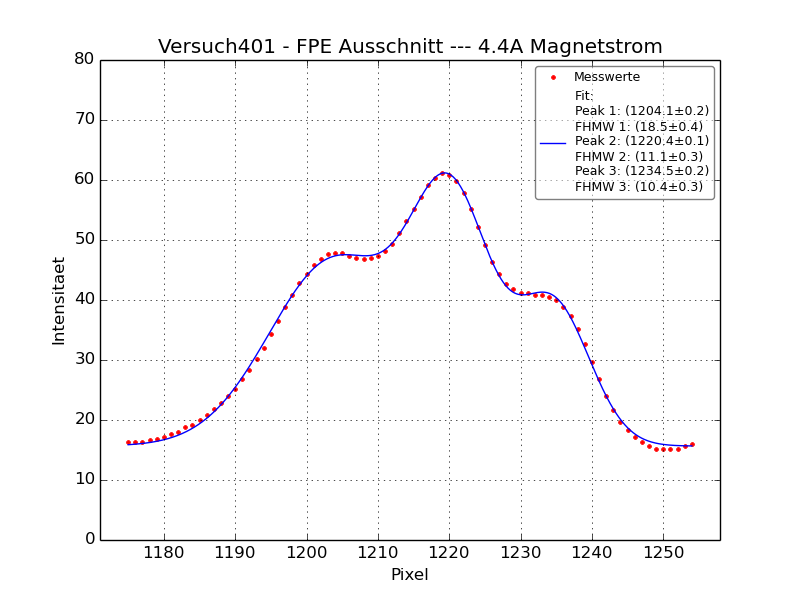 Versuch401 - FPE Ausschnitt --- 4.4A Magnetstrom
Messwerte
Fit:
Peak 1: (1204.1±0.2)
FHMW 1: (18.5±0.4)
Peak 2: (1220.4±0.1)
FHMW 2: (11.1±0.3)
Peak 3: (1234.5±0.2)
FHMW 3: (10.4±0.3)
80
70
60
50
40
30
20
10
0
Intensitaet
1180 1190 1200 1210 1220 1230 1240 1250
Pixel